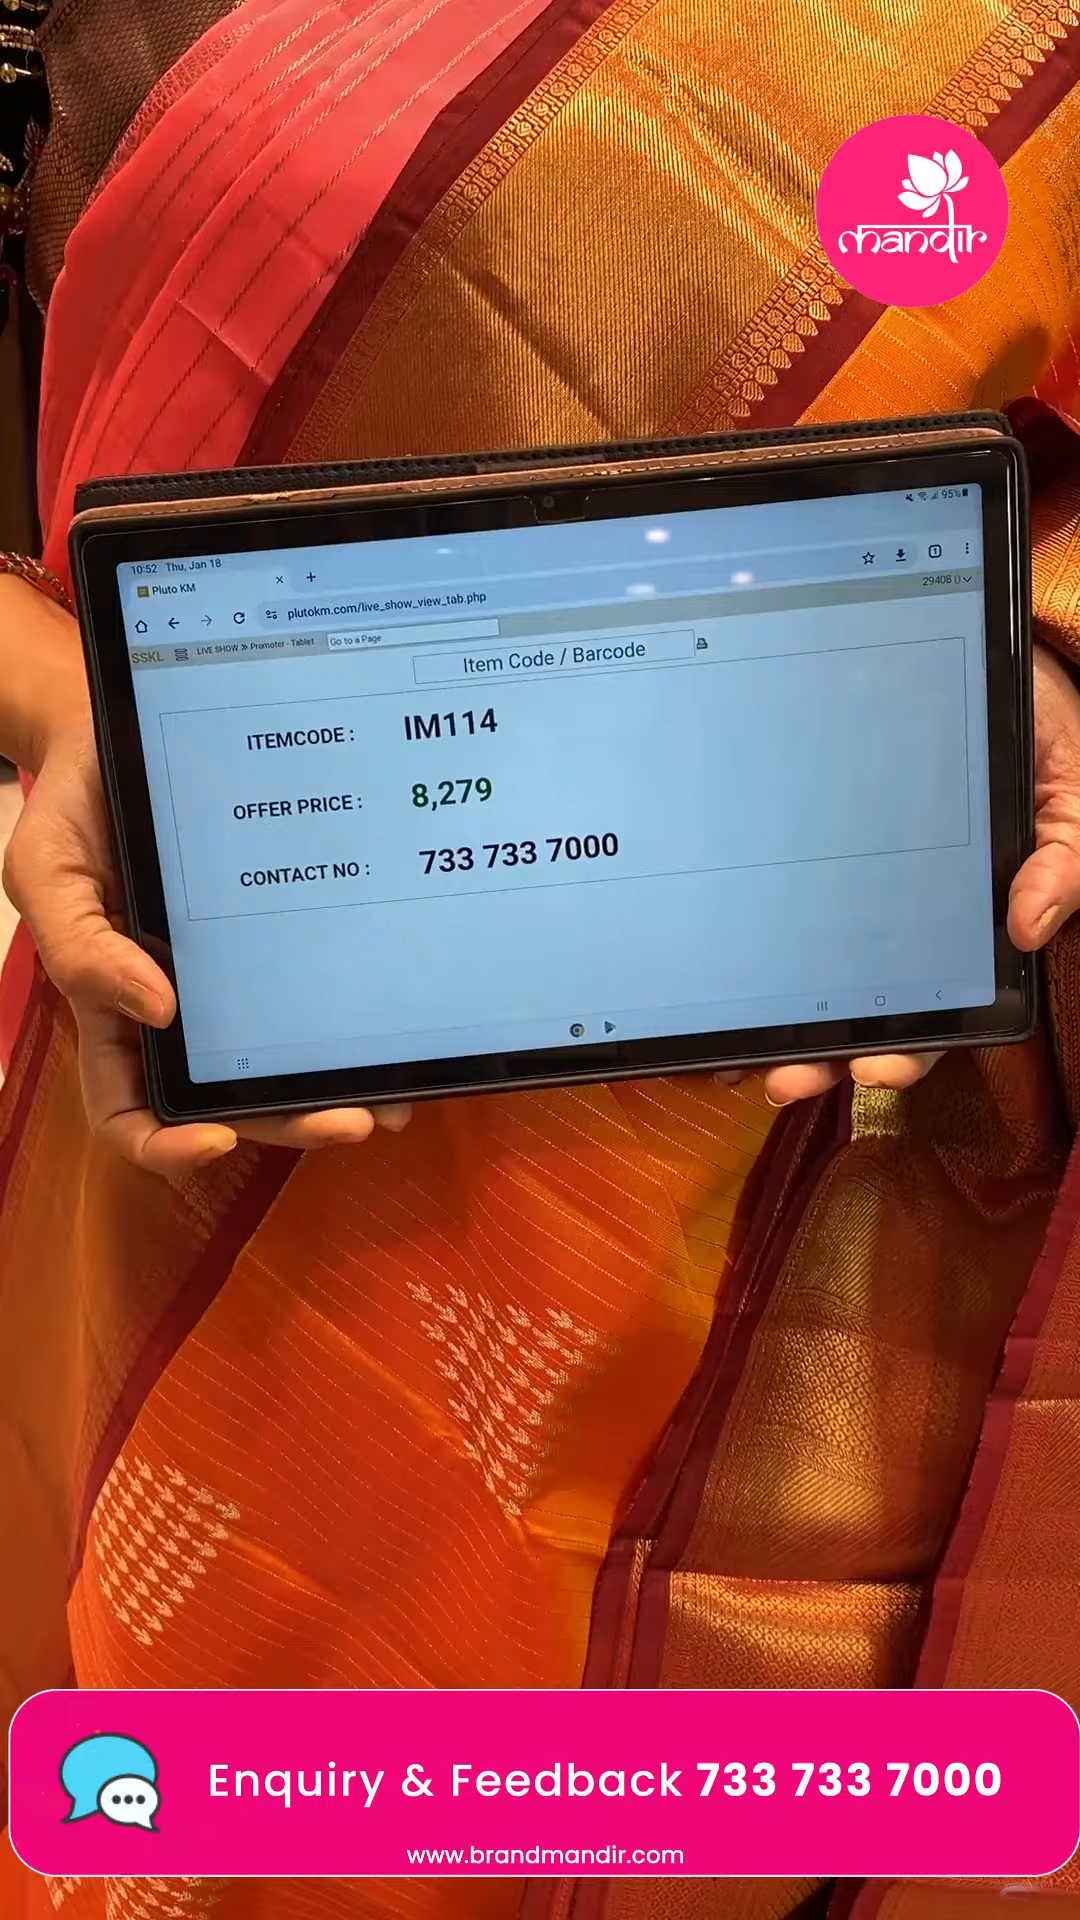 mandir
10:52 Thu, Jan 18
95%
Pluto KM
plutokm.com/live_show_view_tab.php
29408 ()
SSKL
LIVE SHOW >> Promoter - Tablet
Go to a Page
Item Code / Barcode
ITEMCODE : IM114
OFFER PRICE : 8,279
CONTACT NO : 733 733 7000
Enquiry & Feedback 733 733 7000
www.brandmandir.com